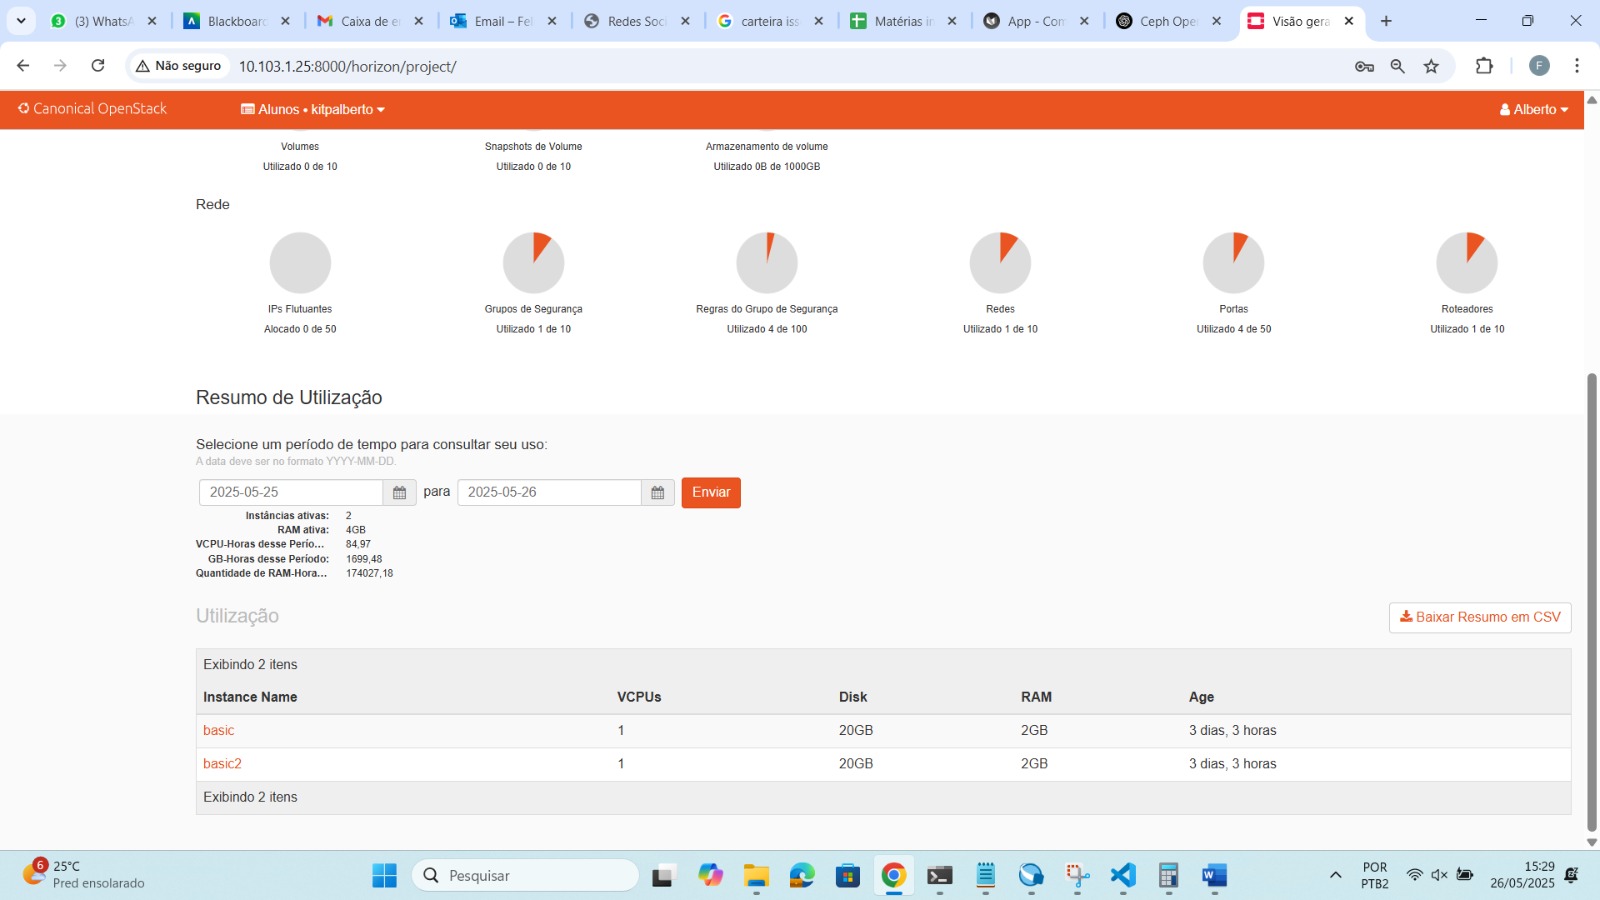 (3) WhatsA
Blackboard
Caixa de e
Email – Fel
Redes Soci
carteira iss
Matérias in
App - Com
Ceph Ope
Visão gera
Não seguro
10.103.1.25:8000/horizon/project/
F
Canonical OpenStack
Alunos • kitpalberto
Alberto
Volumes
Snapshots de Volume
Armazenamento de volume
Utilizado 0 de 10
Utilizado 0 de 10
Utilizado 0B de 1000GB
Rede
IPs Flutuantes
Grupos de Segurança
Regras do Grupo de Segurança
Redes
Portas
Roteadores
Alocado 0 de 50
Utilizado 1 de 10
Utilizado 4 de 100
Utilizado 1 de 10
Utilizado 4 de 50
Utilizado 1 de 10
Resumo de Utilização
Selecione um período de tempo para consultar seu uso:
A data deve ser no formato YYYY-MM-DD.
2025-05-25 para 2025-05-26 Enviar
Instâncias ativas: 2
RAM ativa: 4GB
VCPU-Horas desse Perío... 84,97
GB-Horas desse Período: 1699,48
Quantidade de RAM-Hora... 174027,18
Utilização
Baixar Resumo em CSV
Exibindo 2 itens
Instance Name VCPUs Disk RAM Age
basic 1 20GB 2GB 3 dias, 3 horas
basic2 1 20GB 2GB 3 dias, 3 horas
Exibindo 2 itens
6
25°C
Pred ensolarado
Pesquisar
POR
PTB2
15:29
26/05/2025